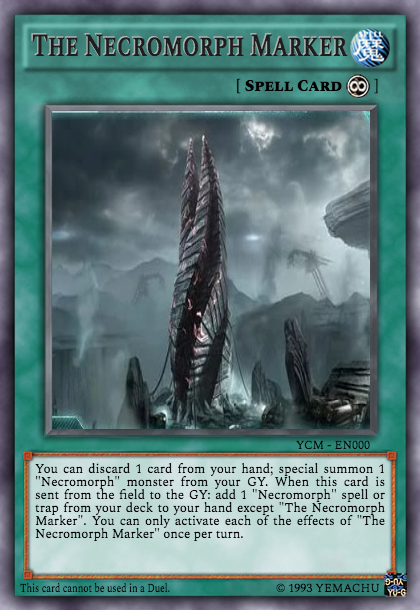 THE NECROMORPH MARKER
[ SPELL CARD ]
YCM - EN000
You can discard 1 card from your hand; special summon 1
"Necromorph" monster from your GY. When this card is
sent from the field to the GY: add 1 "Necromorph" spell or
trap from your deck to your hand except "The Necromorph
Marker". You can only activate each of the effects of "The
Necromorph Marker" once per turn.
This card cannot be used in a Duel.
© 1993 YEMACHU